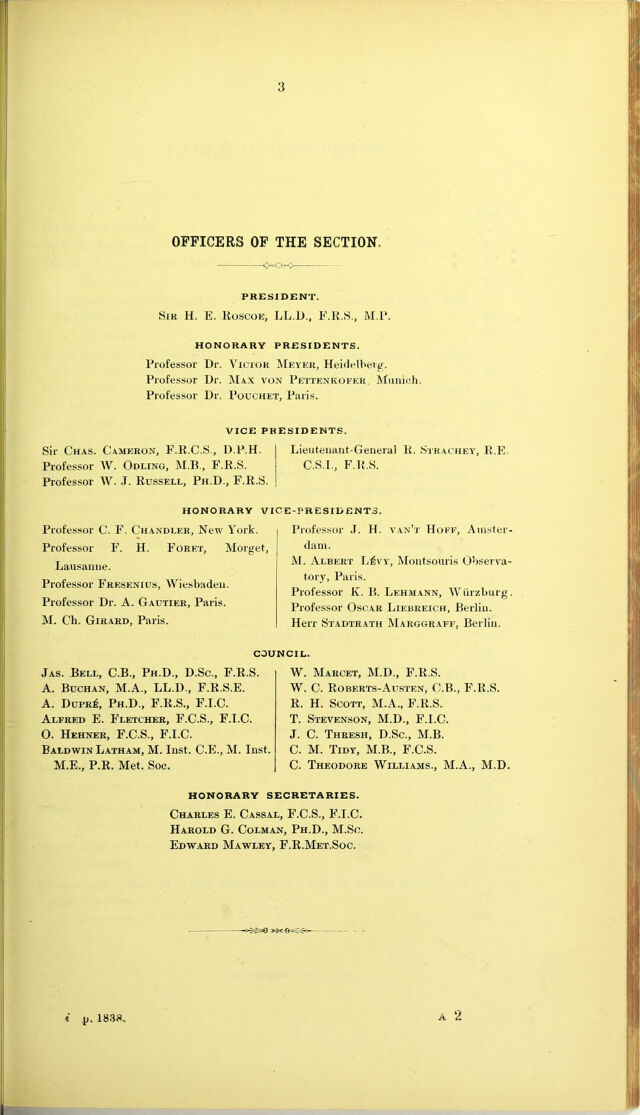 3
OFFICERS OF THE SECTION.
PRESIDENT.
SIR H. E. ROSCOE, LL.D., F.R.S., M.P.
HONORARY PRESIDENTS.
Professor Dr. VICTOR MEYER, Heidelberg.
Professor Dr. MAX VON PETTENKOFER, Munich.
Professor Dr. POUCHET, Paris.
VICE PRESIDENTS.
Sir CHAS. CAMERON, F.R.C.S., D.P.H.
Professor W. ODLING, M.B., F.R.S.
Professor W. J. RUSSELL, PH.D., F.R.S.
Lieutenant-General R. STRACHEY, R.E.
C.S.I., F.R.S.
HONORARY VICE-PRESIDENTS.
Professor C. F. CHANDLER, New York.
Professor F. H. FORET, Morget,
Lausanne.
Professor FRESENIUS, Wiesbaden.
Professor Dr. A. GAUTIER, Paris.
M. Ch. GIRARD, Paris.
Professor J. H. VAN'T HOFF, Amster-
dam.
M. ALBERT LÉVY, Montsouris Observa-
tory, Paris.
Professor K. B. LEHMANN, Würzburg.
Professor OSCAR LIEBREICH, Berlin.
Herr STADTRATH MARGGRAFF, Berlin.
COUNCIL.
JAS. BELL, C.B., PH.D., D.SC., F.R.S.
A. BUCHAN, M.A., LL.D., F.R.S.E.
A. DUPRÉ, PH.D., F.R.S., F.I.C.
ALFRED E. FLETCHER, F.C.S., F.I.C.
O. HEHNER, F.C.S., F.I.C.
BALDWIN LATHAM, M. Inst. C.E., M. Inst.
M.E., P.R. Met. Soc.
W. MARCET, M.D., F.R.S.
W. C. ROBERTS-AUSTEN, C.B., F.R.S.
R. H. SCOTT, M.A., F.R.S.
T. STEVENSON, M.D., F.I.C.
J. C. THRESH, D.SC., M.B.
C. M. TIDY, M.B., F.C.S.
C. THEODORE WILLIAMS., M.A., M.D.
HONORARY SECRETARIES.
CHARLES E. CASSAL, F.C.S., F.I.C.
HAROLD G. COLMAN, PH.D., M.SC.
EDWARD MAWLEY, F.R.MET.SOC.
i p. 1838.
A 2